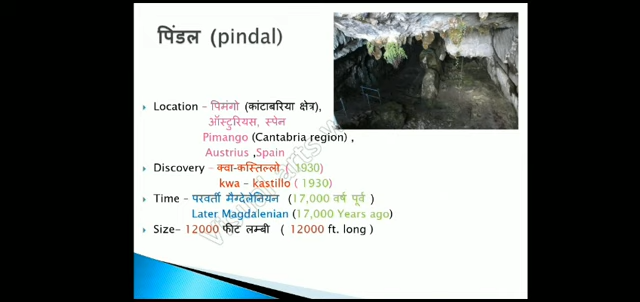 पिंडल (pindal)
Location – पिमंगो (कांटाबरिया क्षेत्र),
ऑस्टुरियस, स्पेन
Pimango (Cantabria region) ,
Austrius ,Spain
Discovery – क्वा-कस्तिल्लो ( 1930)
kwa – kastillo ( 1930)
Time – परवर्ती मैग्देलेनियन (17,000 वर्ष पूर्व )
Later Magdalenian (17,000 Years ago)
Size– 12000 फीट लम्बी ( 12000 ft. long )